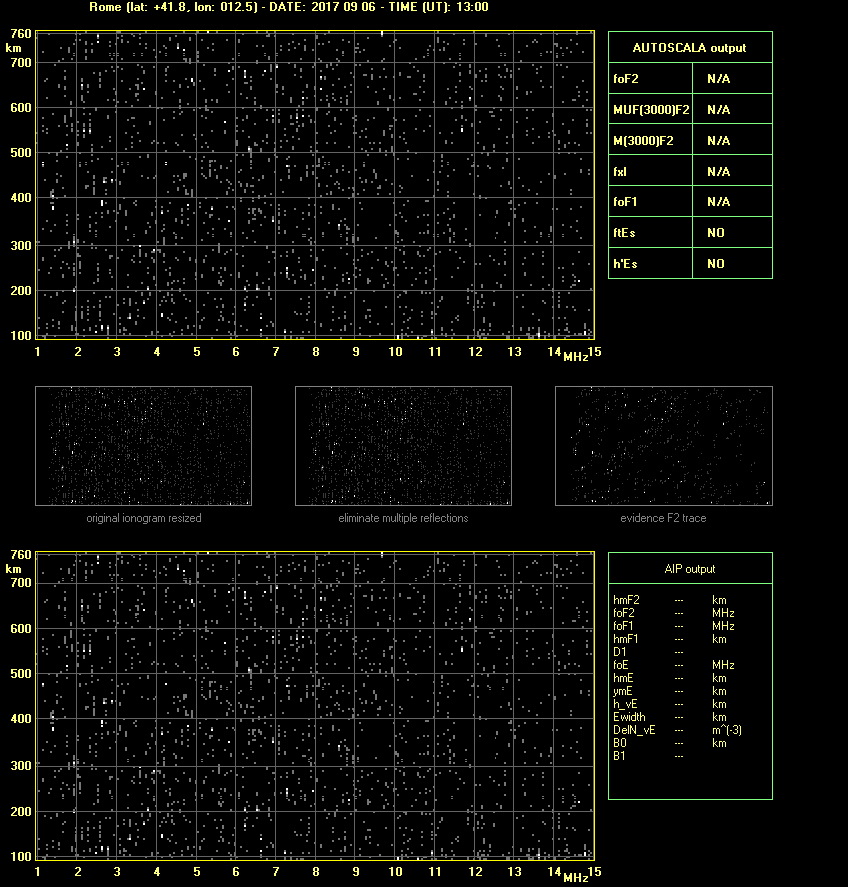 Rome (lat: +41.8, lon: 012.5) - DATE: 2017 09 06 - TIME (UT): 13:00
760
km
700
600
500
400
300
200
100
1 2 3 4 5 6 7 8 9 10 11 12 13 14 MHz 15
AUTOSCALA output
foF2 N/A
MUF(3000)F2 N/A
M(3000)F2 N/A
fxI N/A
foF1 N/A
ftEs NO
h'Es NO
original ionogram resized
eliminate multiple reflections
evidence F2 trace
760
km
700
600
500
400
300
200
100
1 2 3 4 5 6 7 8 9 10 11 12 13 14 MHz 15
AIP output
hmF2 --- km
foF2 --- MHz
foF1 --- MHz
hmF1 --- km
D1 ---
foE --- MHz
hmE --- km
ymE --- km
h_vE --- km
Ewidth --- km
DelN_vE --- m^(-3)
B0 --- km
B1 ---